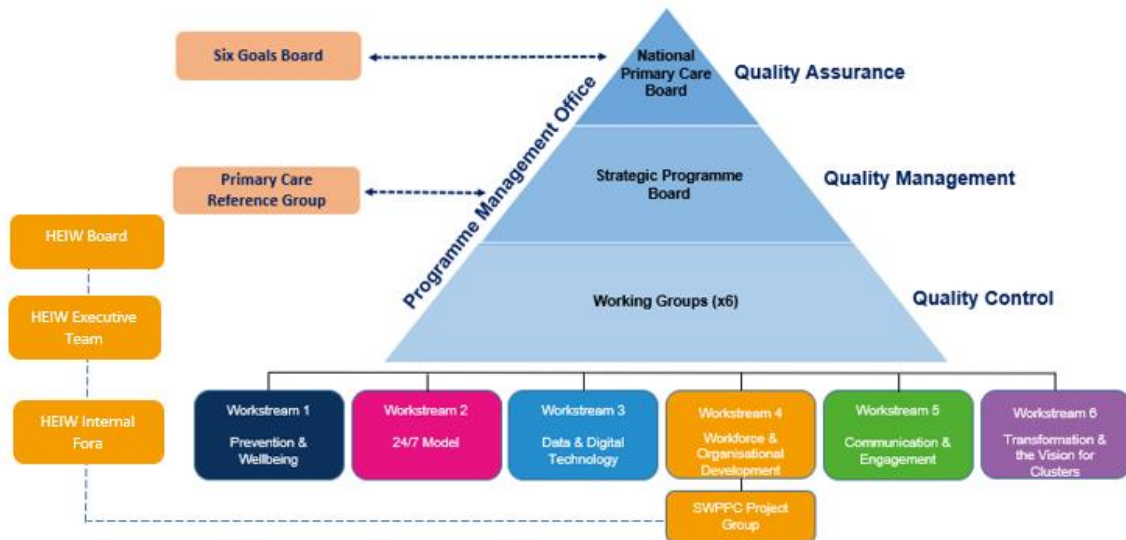 Six Goals Board
National
Primary Care
Board
Quality Assurance
Programme Management Office
Primary Care
Reference Group
Strategic Programme
Board
Quality Management
HEIW Board
HEIW Executive
Team
Working Groups (x6)
Quality Control
HEIW Internal
Fora
Workstream 1
Prevention &
Wellbeing
Workstream 2
24/7 Model
Workstream 3
Data & Digital
Technology
Workstream 4
Workforce &
Organisational
Development
Workstream 5
Communication &
Engagement
Workstream 6
Transformation &
the Vision for
Clusters
SWPPC Project
Group